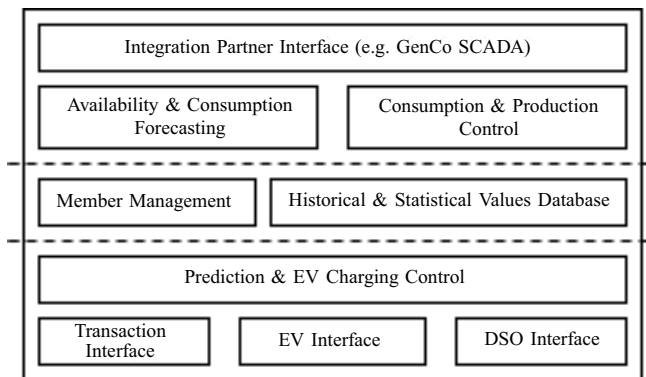 Integration Partner Interface (e.g. GenCo SCADA)
Availability & Consumption
Forecasting
Consumption & Production
Control
Member Management
Historical & Statistical Values Database
Prediction & EV Charging Control
Transaction
Interface
EV Interface
DSO Interface